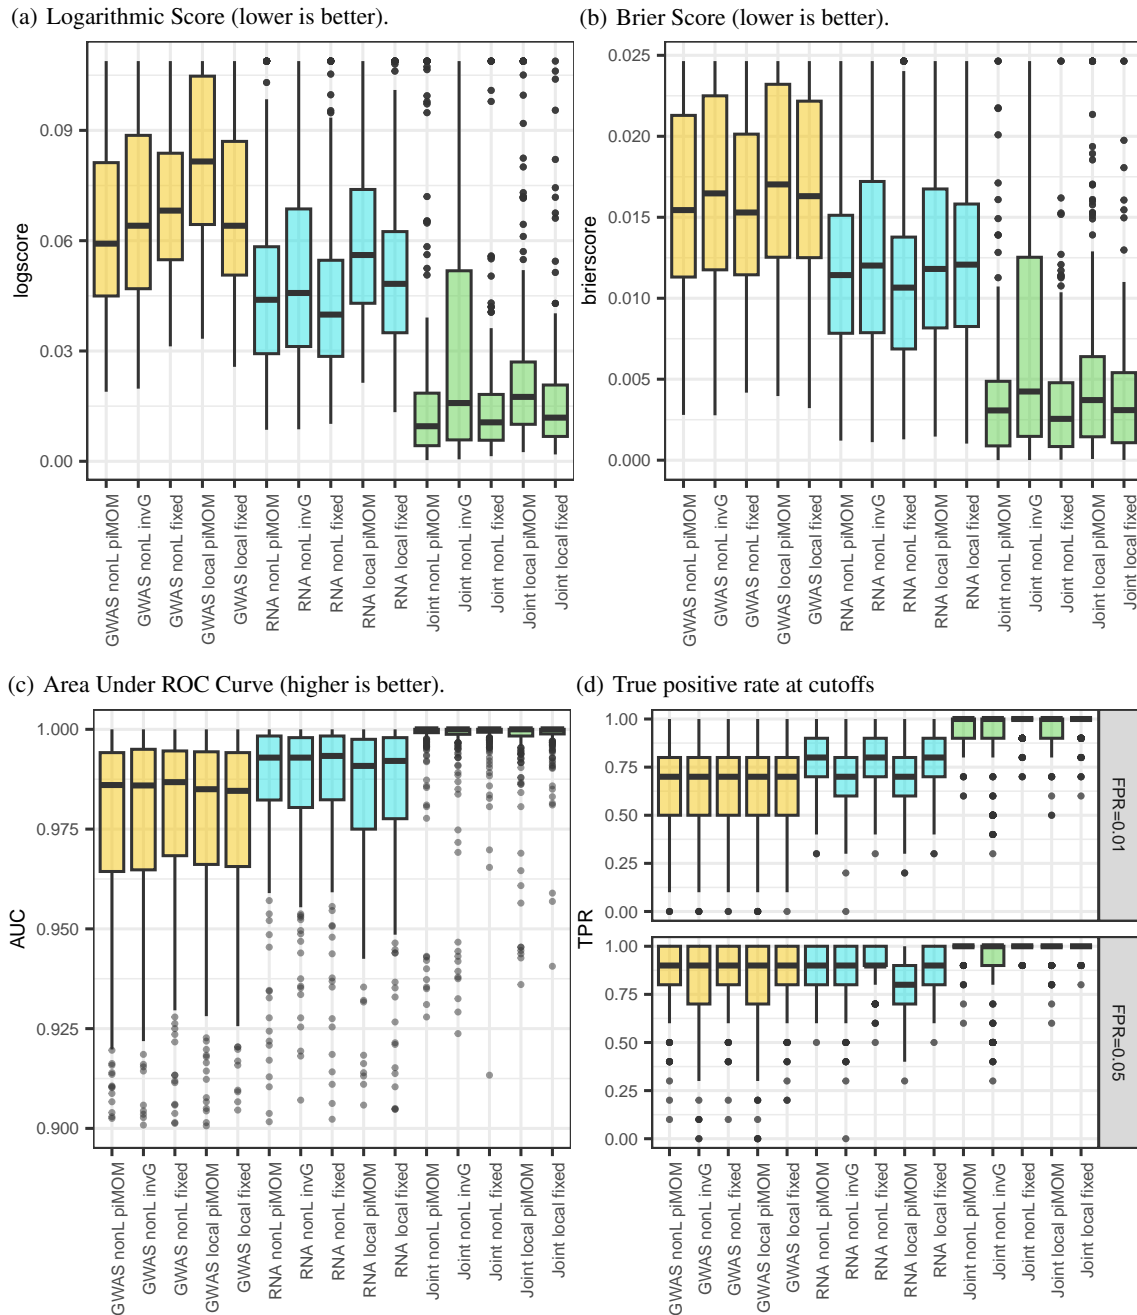 (a) Logarithmic Score (lower is better).
logscore
0.09
0.06
0.03
0.00
GWAS nonL piMOM
GWAS nonL invG
GWAS nonL fixed
GWAS local piMOM
GWAS local fixed
RNA nonL piMOM
RNA nonL invG
RNA nonL fixed
RNA local piMOM
RNA local fixed
Joint nonL piMOM
Joint nonL invG
Joint nonL fixed
Joint local piMOM
Joint local fixed
(b) Brier Score (lower is better).
brierscore
0.025
0.020
0.015
0.010
0.005
0.000
GWAS nonL piMOM
GWAS nonL invG
GWAS nonL fixed
GWAS local piMOM
GWAS local fixed
RNA nonL piMOM
RNA nonL invG
RNA nonL fixed
RNA local piMOM
RNA local fixed
Joint nonL piMOM
Joint nonL invG
Joint nonL fixed
Joint local piMOM
Joint local fixed
(c) Area Under ROC Curve (higher is better).
AUC
1.000
0.975
0.950
0.925
0.900
GWAS nonL piMOM
GWAS nonL invG
GWAS nonL fixed
GWAS local piMOM
GWAS local fixed
RNA nonL piMOM
RNA nonL invG
RNA nonL fixed
RNA local piMOM
RNA local fixed
Joint nonL piMOM
Joint nonL invG
Joint nonL fixed
Joint local piMOM
Joint local fixed
(d) True positive rate at cutoffs
TPR
1.00
0.75
0.50
0.25
0.00
FPR=0.01
1.00
0.75
0.50
0.25
0.00
FPR=0.05
GWAS nonL piMOM
GWAS nonL invG
GWAS nonL fixed
GWAS local piMOM
GWAS local fixed
RNA nonL piMOM
RNA nonL invG
RNA nonL fixed
RNA local piMOM
RNA local fixed
Joint nonL piMOM
Joint nonL invG
Joint nonL fixed
Joint local piMOM
Joint local fixed